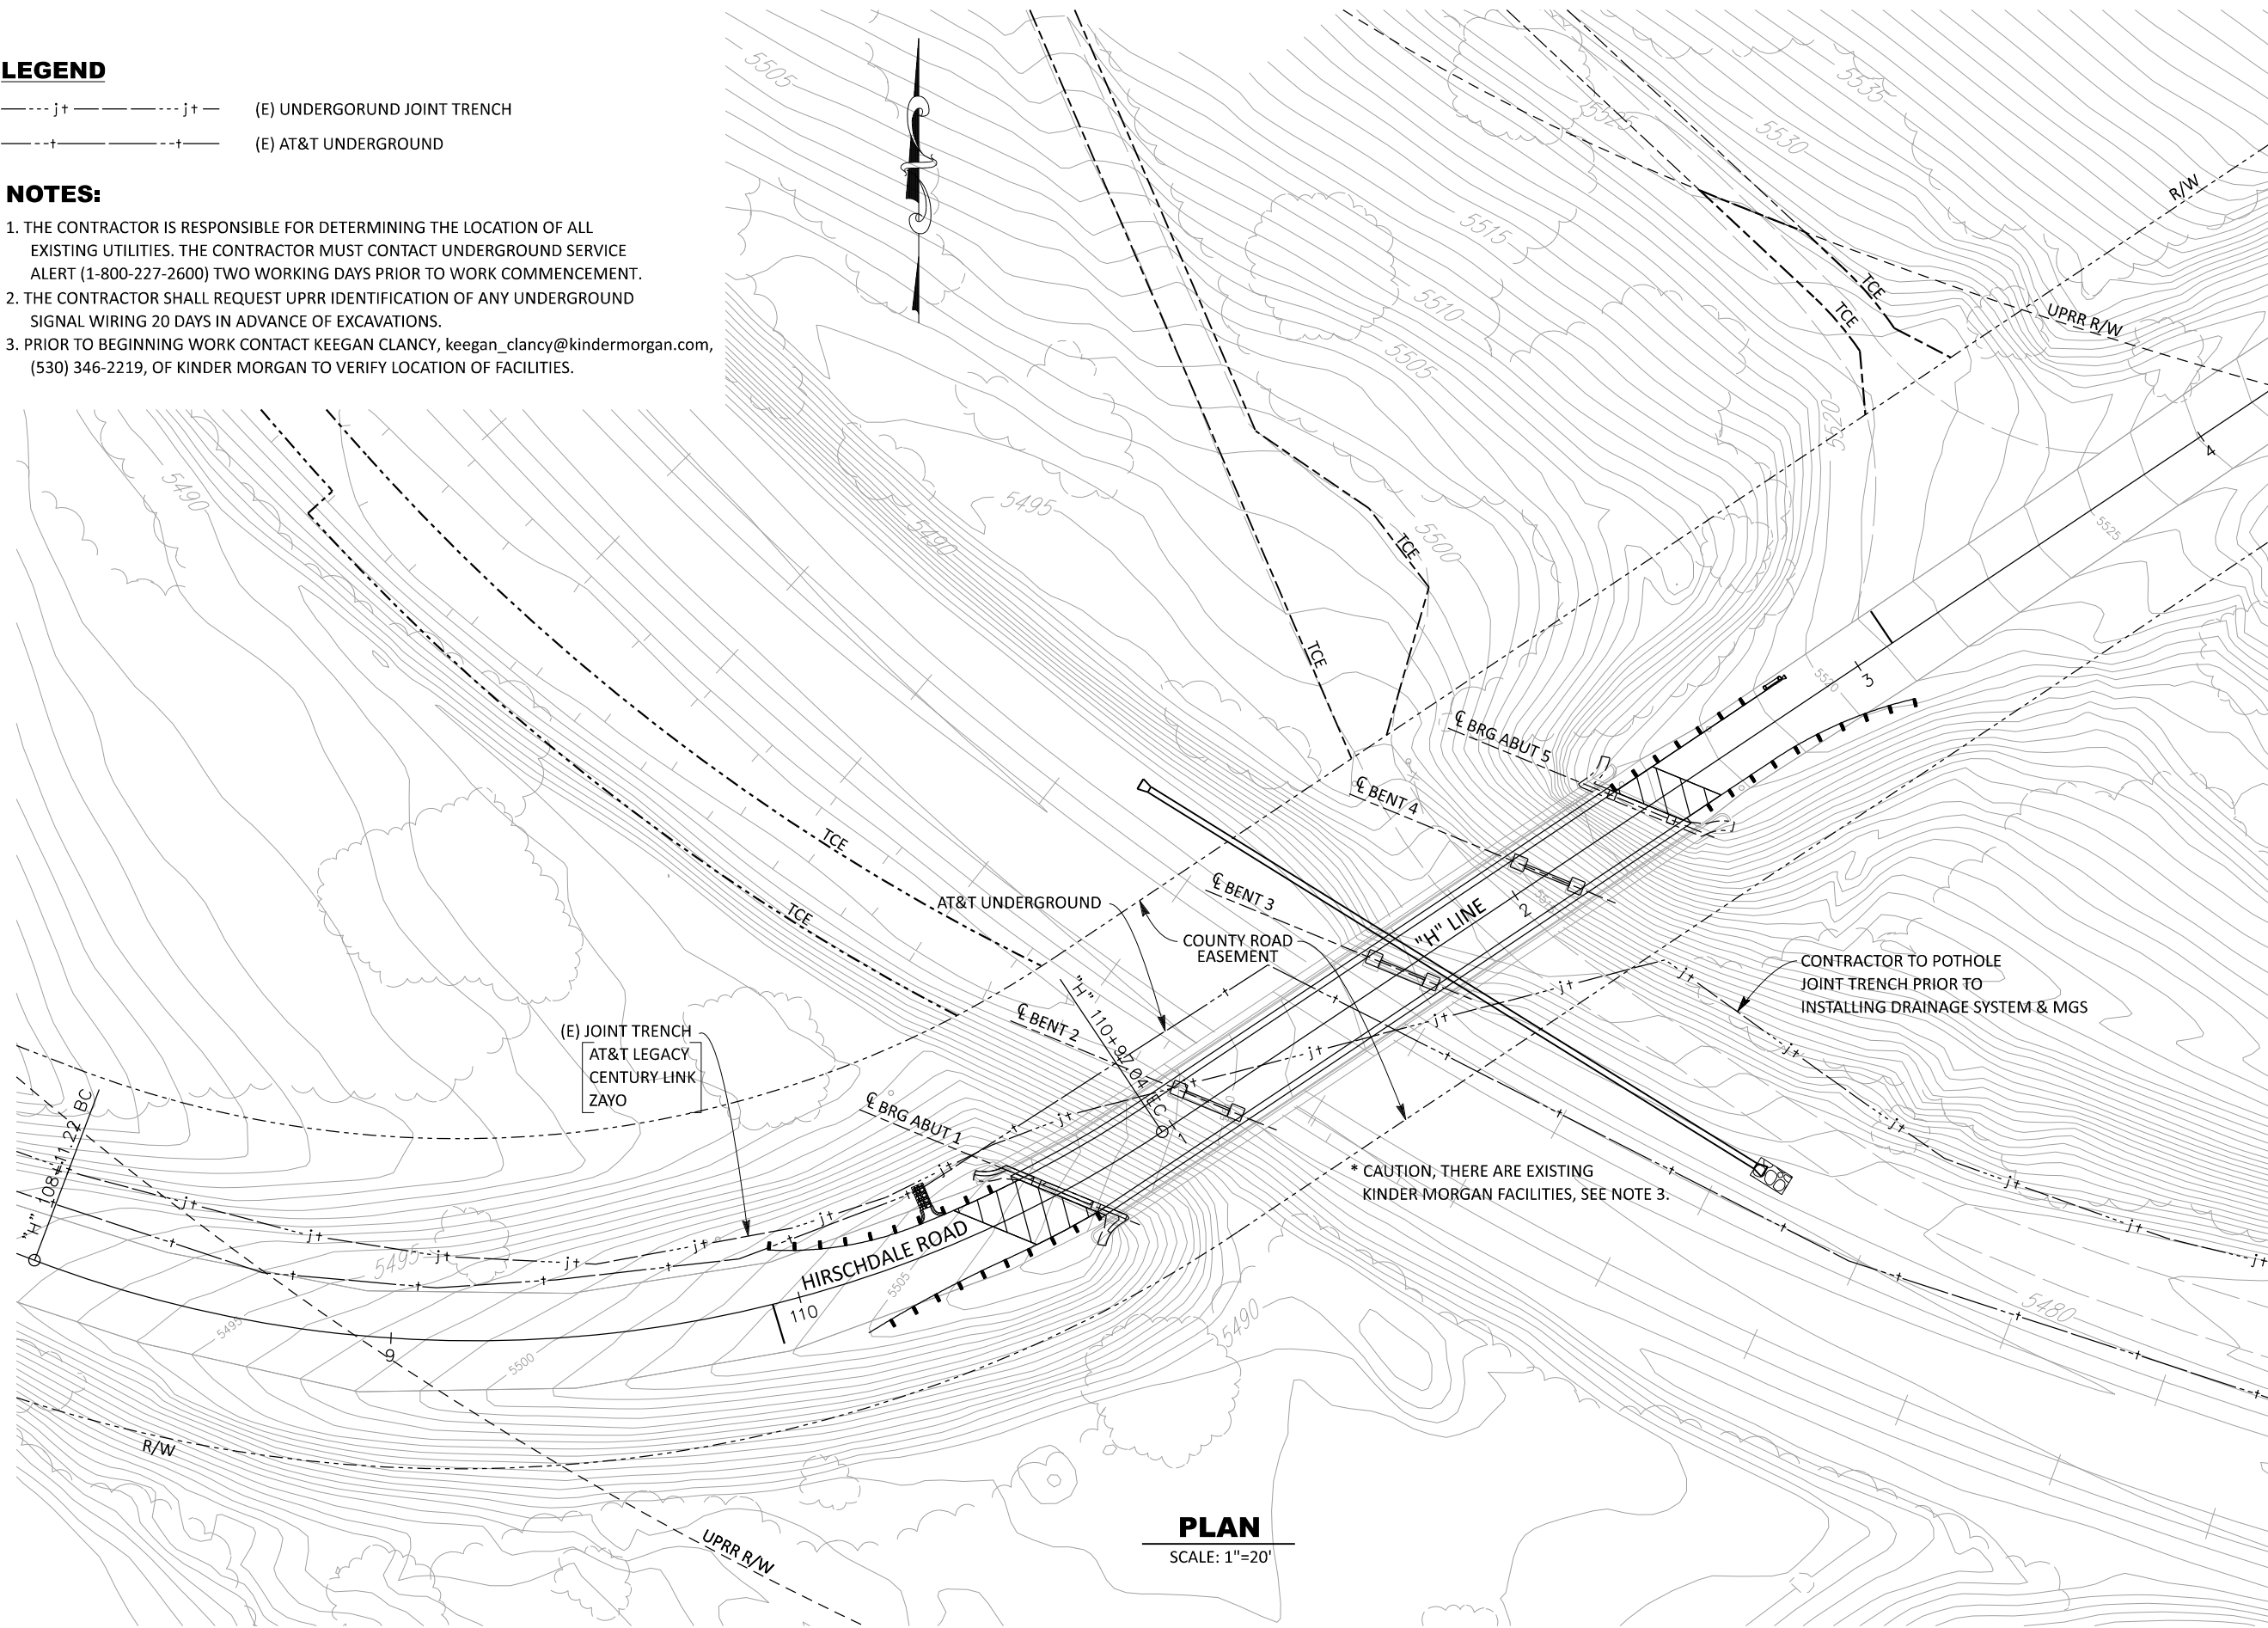 LEGEND
jt jt (E) UNDERGORUND JOINT TRENCH
t t (E) AT&T UNDERGROUND
NOTES:
1. THE CONTRACTOR IS RESPONSIBLE FOR DETERMINING THE LOCATION OF ALL
EXISTING UTILITIES. THE CONTRACTOR MUST CONTACT UNDERGROUND SERVICE
ALERT (1-800-227-2600) TWO WORKING DAYS PRIOR TO WORK COMMENCEMENT.
2. THE CONTRACTOR SHALL REQUEST UPRR IDENTIFICATION OF ANY UNDERGROUND
SIGNAL WIRING 20 DAYS IN ADVANCE OF EXCAVATIONS.
3. PRIOR TO BEGINNING WORK CONTACT KEEGAN CLANCY, keegan_clancy@kindermorgan.com,
(530) 346-2219, OF KINDER MORGAN TO VERIFY LOCATION OF FACILITIES.
5505
5535
5525
5530
R/W
5515
TCE
TCE
UPRR R/W
5510
5505
5520
4
5490
5495
5490
5500
TCE
5525
TCE
5520
3
℄ BRG ABUT 5
℄ BENT 4
TCE
TCE
AT&T UNDERGROUND
℄ BENT 3
2
"H" LINE
COUNTY ROAD
EASEMENT
CONTRACTOR TO POTHOLE
JOINT TRENCH PRIOR TO
INSTALLING DRAINAGE SYSTEM & MGS
℄ BENT 2
"H" 110+97.04 EC
1
(E) JOINT TRENCH
AT&T LEGACY
CENTURY LINK
ZAYO
℄ BRG ABUT 1
"H" 108+11.22 BC
* CAUTION, THERE ARE EXISTING
KINDER MORGAN FACILITIES, SEE NOTE 3.
HIRSCHDALE ROAD
5495
5505
110
5495
5500
9
5490
5480
R/W
UPRR R/W
PLAN
SCALE: 1"=20'